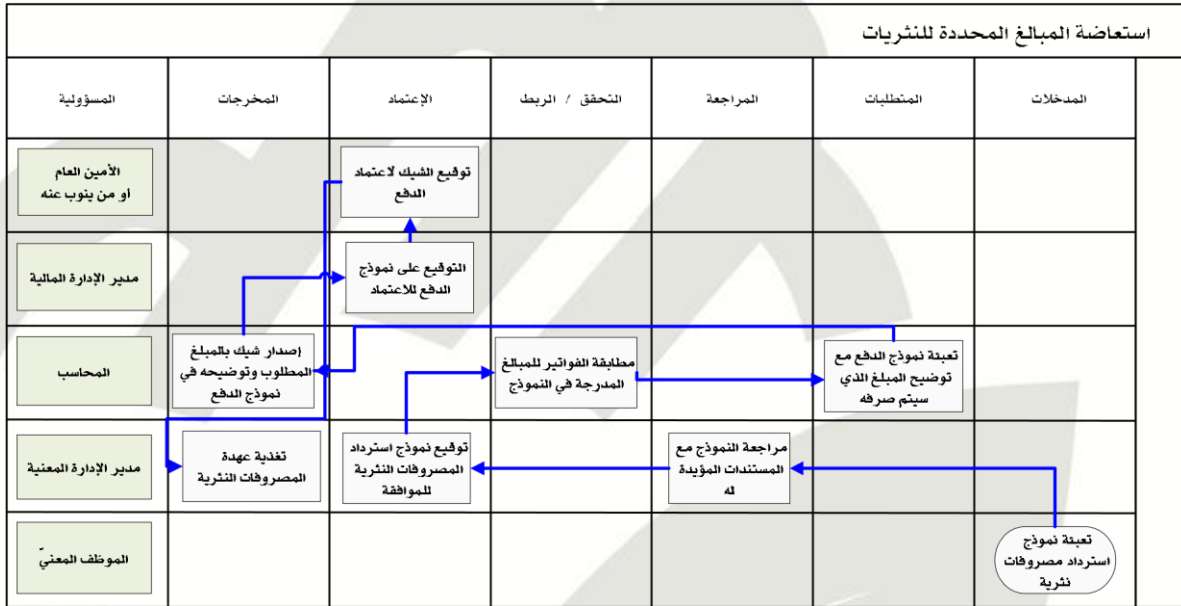 استعاضة المبالغ المحددة للنثريات
المدخلات
المتطلبات
المراجعة
التحقق / الربط
الإعتماد
المخرجات
المسؤولية
توقيع الشيك لاعتماد
الدفع
الأمين العام
أو من ينوب عنه
التوقيع على نموذج
الدفع للاعتماد
مدير الإدارة المالية
تعبئة نموذج الدفع مع
توضيح المبلغ الذي
سيتم صرفه
مطابقة الفواتير للمبالغ
المدرجة في النموذج
إصدار شيك بالمبلغ
المطلوب وتوضيحه في
نموذج الدفع
المحاسب
مراجعة النموذج مع
المستندات المؤيدة
له
توقيع نموذج استرداد
المصروفات النثرية
للموافقة
تغذية عهدة
المصروفات النثرية
مدير الإدارة المعنية
تعبئة نموذج
استرداد مصروفات
نثرية
الموظف المعنيّ